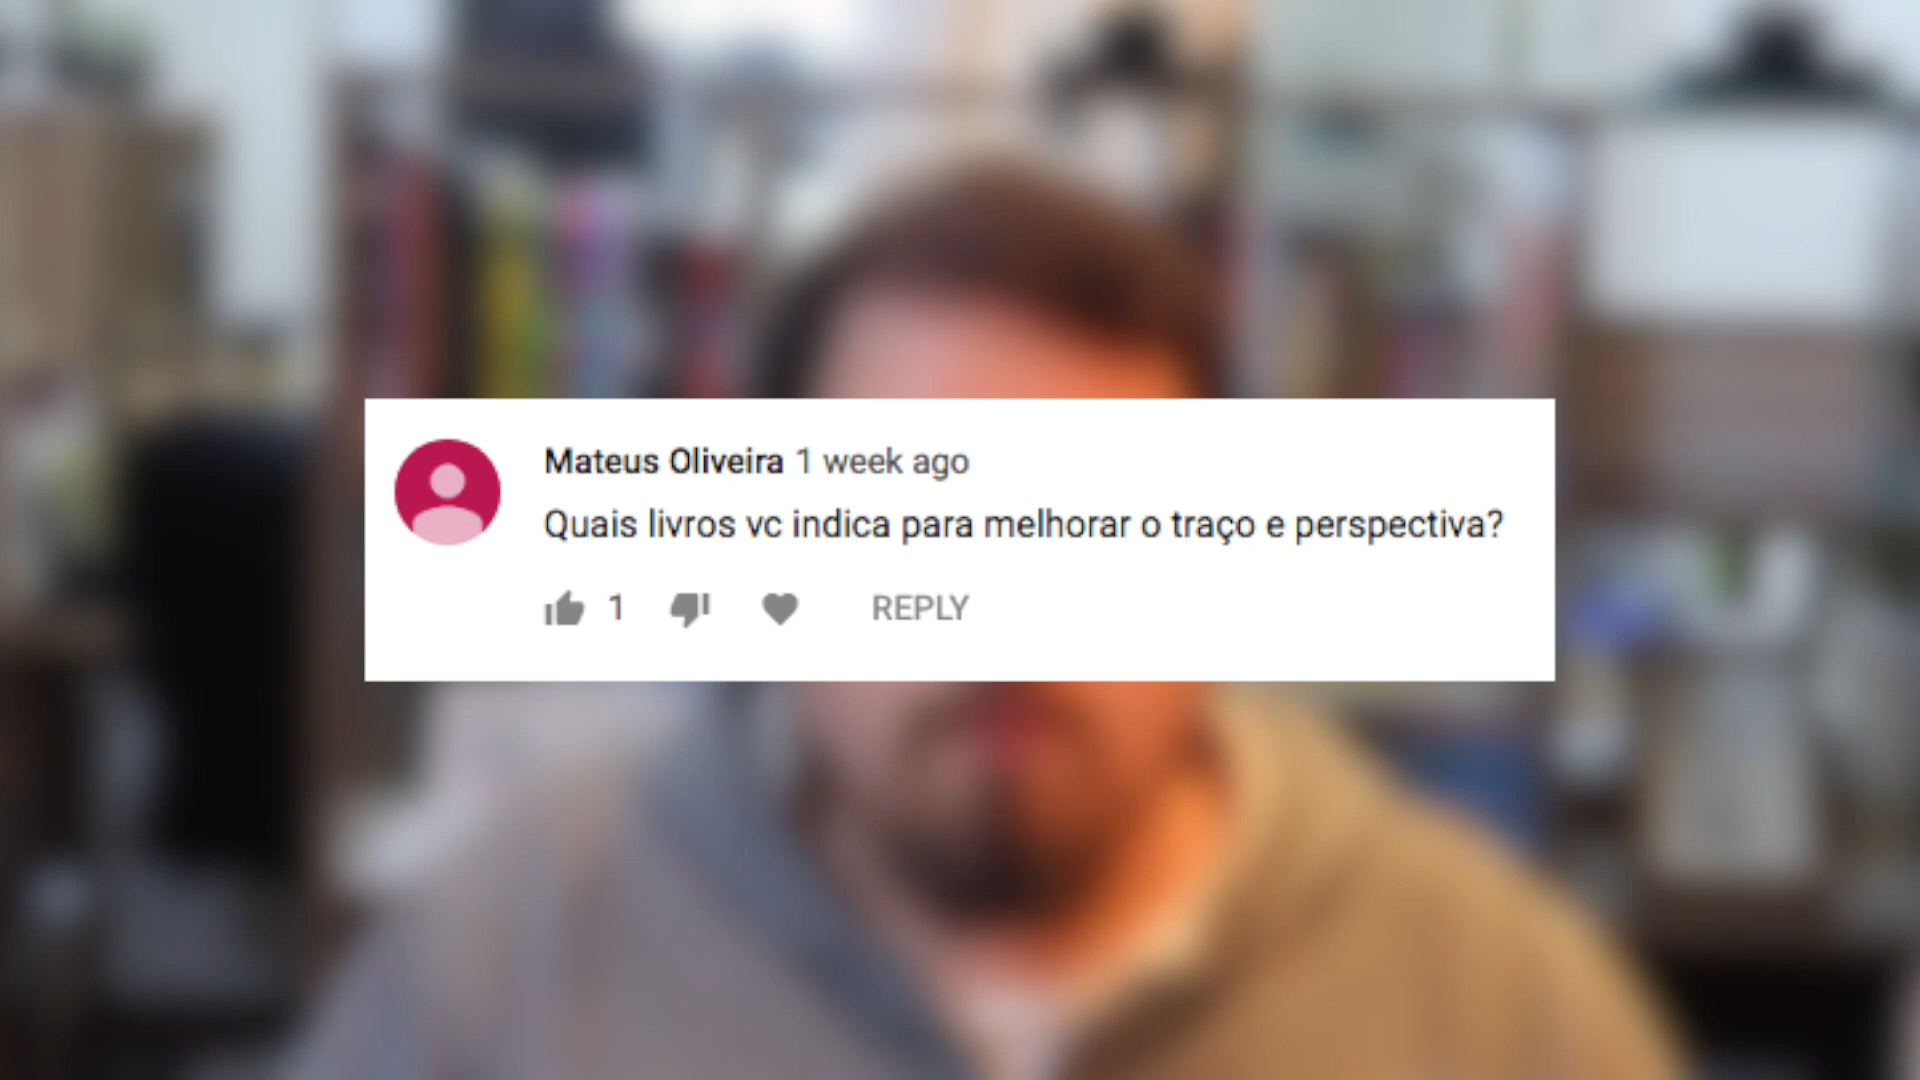 Mateus Oliveira 1 week ago
Quais livros vc indica para melhorar o traço e perspectiva?
1 REPLY